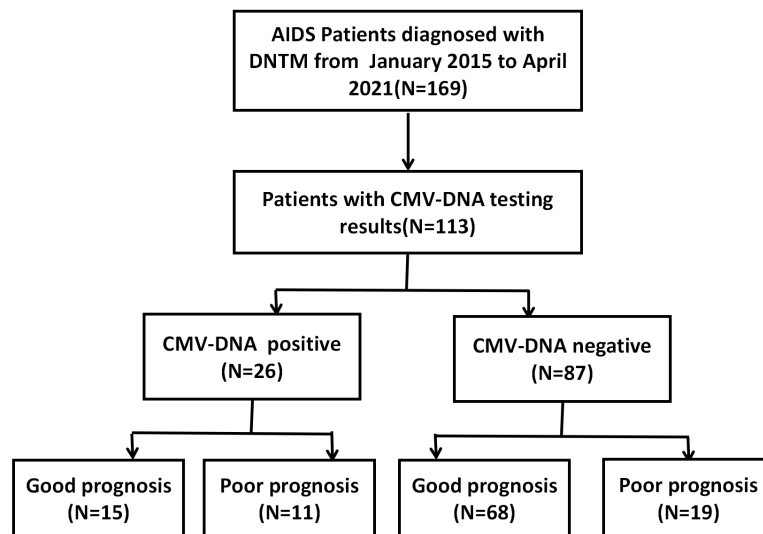 AIDS Patients diagnosed with
DNTM from January 2015 to April
2021(N=169)
Patients with CMV-DNA testing
results(N=113)
CMV-DNA positive
(N=26)
CMV-DNA negative
(N=87)
Good prognosis
(N=15)
Poor prognosis
(N=11)
Good prognosis
(N=68)
Poor prognosis
(N=19)